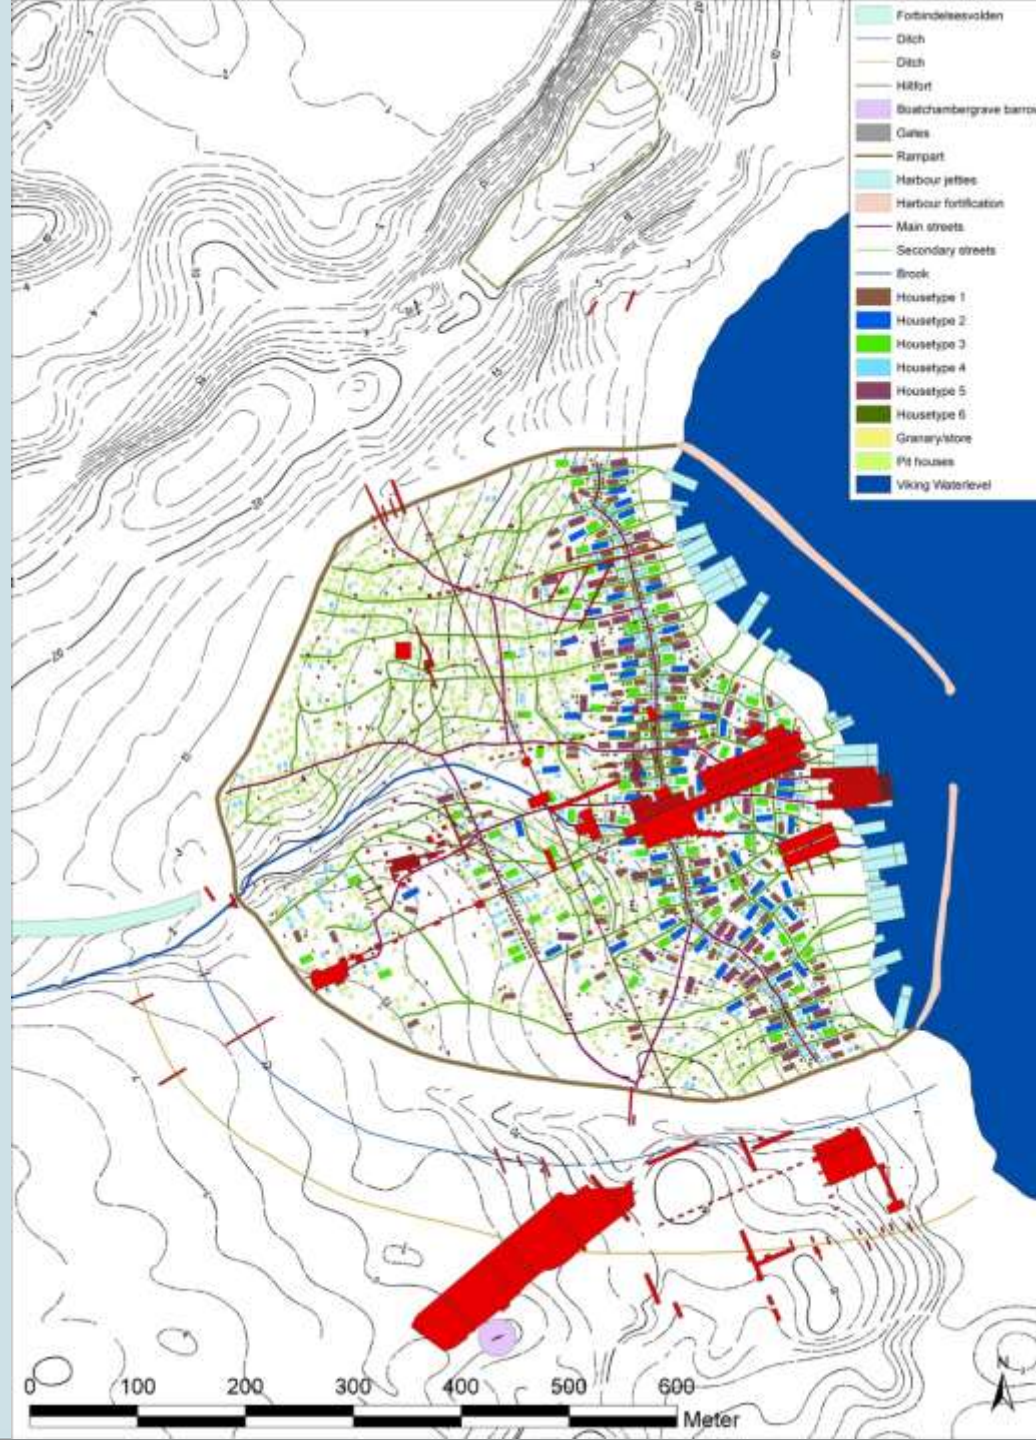 Forbindelsesvolden
Ditch
Ditch
Hillfort
Boatchambergrave barrow
Gates
Rampart
Harbour jetties
Harbour fortification
Main streets
Secondary streets
Brook
Housetype 1
Housetype 2
Housetype 3
Housetype 4
Housetype 5
Housetype 6
Granary/store
Pit houses
Viking Waterlevel
N
0 100 200 300 400 500 600
Meter